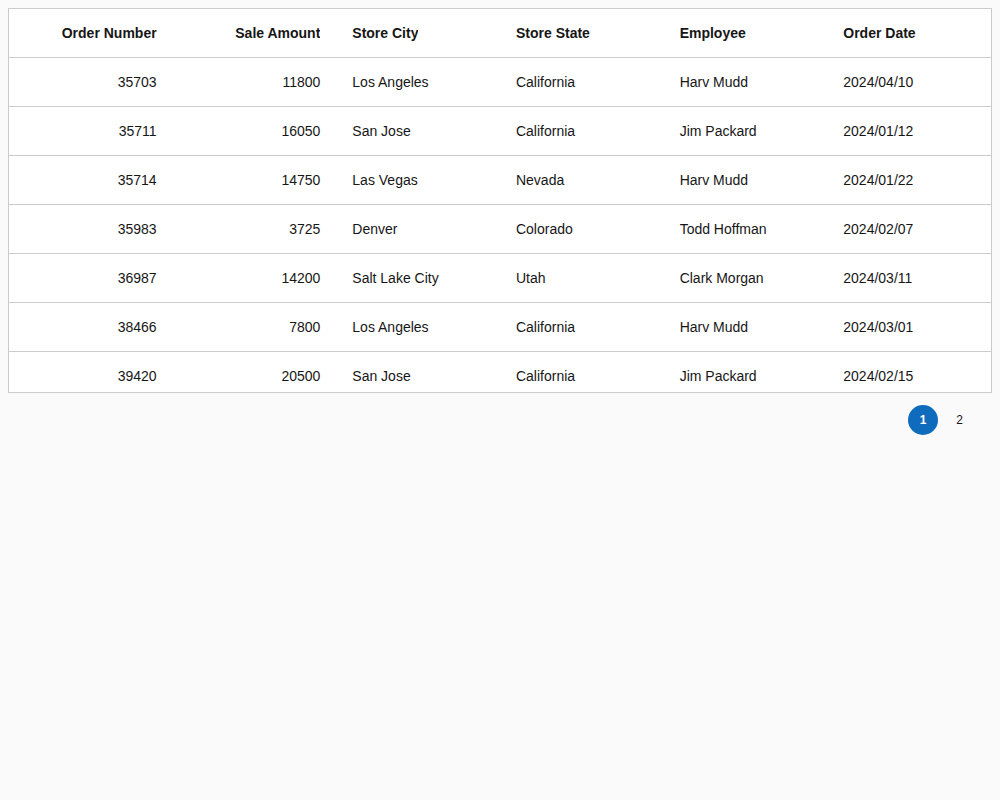 Order Number Sale Amount Store City Store State Employee Order Date
35703 11800 Los Angeles California Harv Mudd 2024/04/10
35711 16050 San Jose California Jim Packard 2024/01/12
35714 14750 Las Vegas Nevada Harv Mudd 2024/01/22
35983 3725 Denver Colorado Todd Hoffman 2024/02/07
36987 14200 Salt Lake City Utah Clark Morgan 2024/03/11
38466 7800 Los Angeles California Harv Mudd 2024/03/01
39420 20500 San Jose California Jim Packard 2024/02/15
1 2